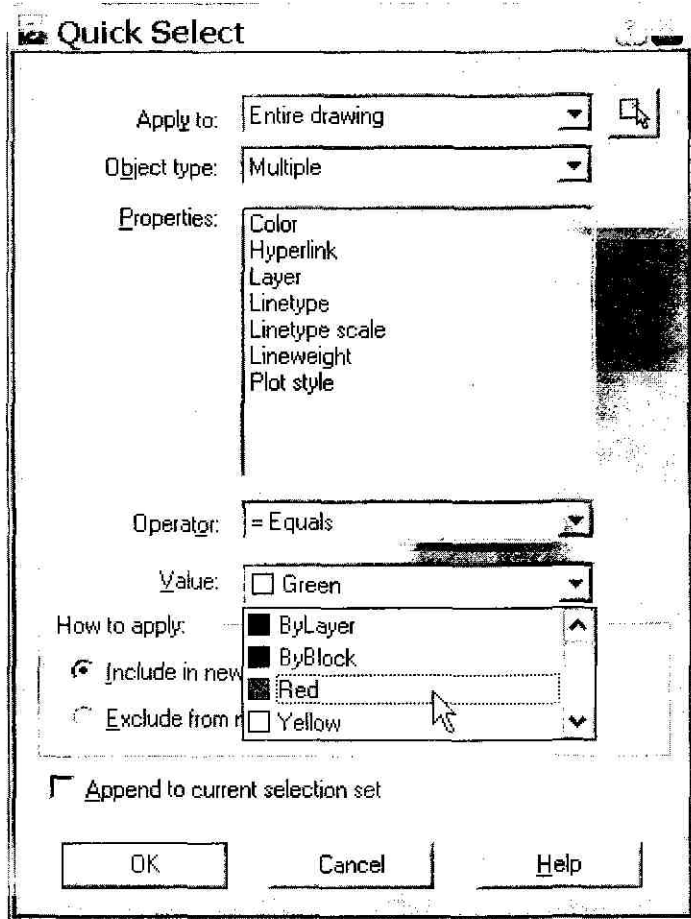 Quick Select
Apply to: Entire drawing
Object type: Multiple
Properties: Color
Hyperlink
Layer
Linetype
Linetype scale
Lineweight
Plot style
Operator: = Equals
Value: Green
How to apply: ByLayer
ByBlock
Include in new Red
Exclude from Yellow
Append to current selection set
OK Cancel Help